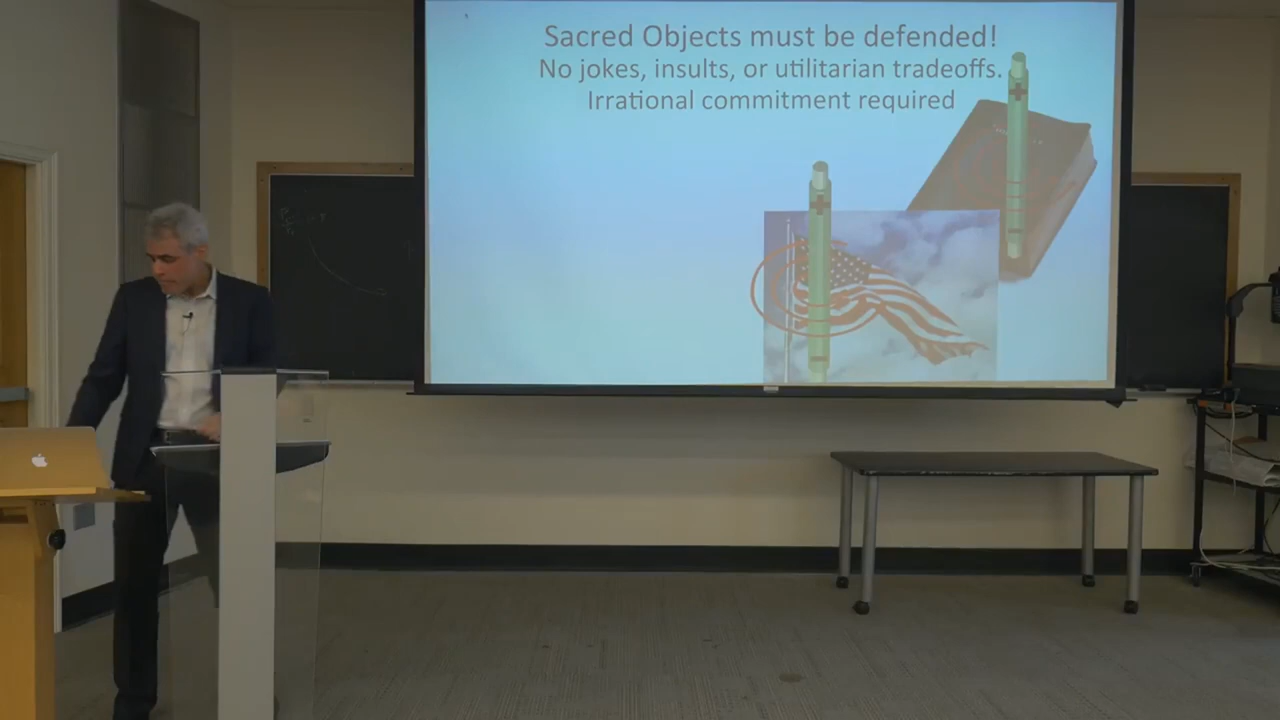 Sacred Objects must be defended!
No jokes, insults, or utilitarian tradeoffs.
Irrational commitment required